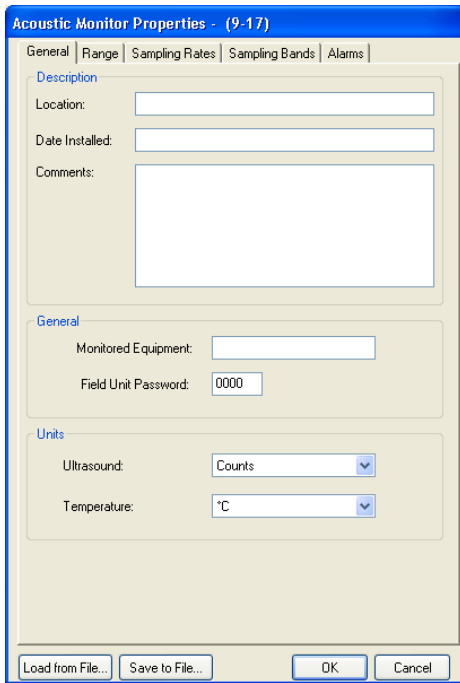 Acoustic Monitor Properties - (9-17)
General Range Sampling Rates Sampling Bands Alarms
Description
Location:
Date Installed:
Comments:
General
Monitored Equipment:
Field Unit Password: 0000
Units
Ultrasound: Counts
Temperature: °C
Load from File... Save to File... OK Cancel